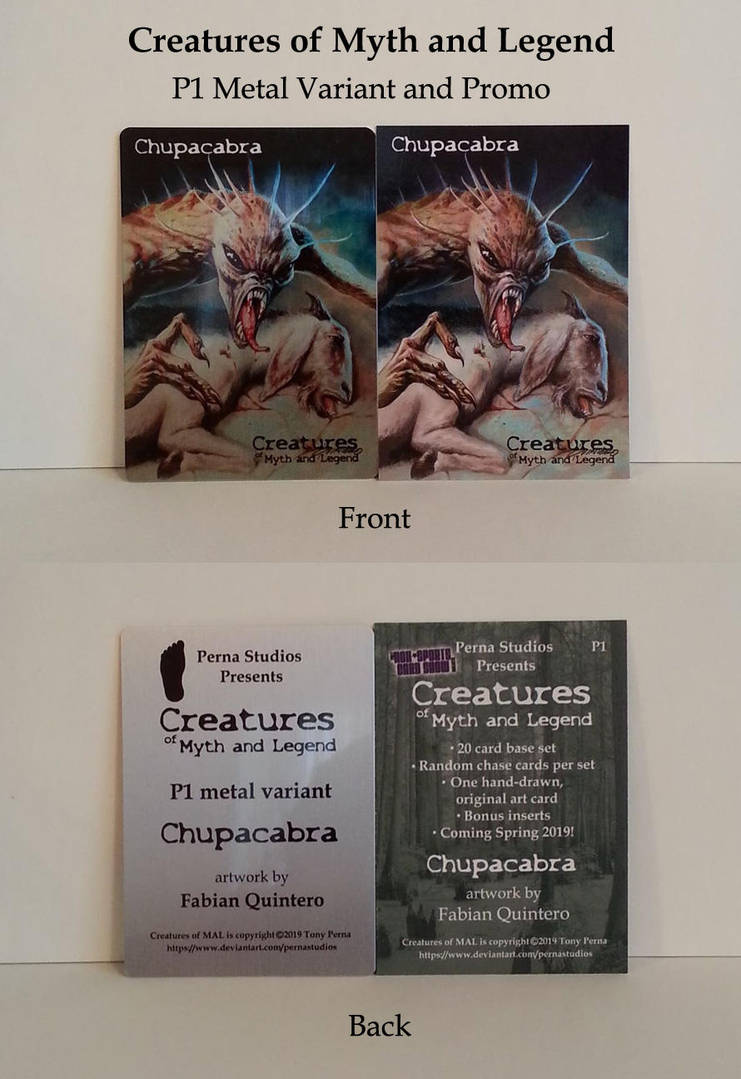 Creatures of Myth and Legend
P1 Metal Variant and Promo
Chupacabra
Creatures
of Myth and Legend
Chupacabra
Creatures
of Myth and Legend
Front
Perna Studios
Presents
Creatures
of Myth and Legend
P1 metal variant
Chupacabra
artwork by
Fabian Quintero
Creatures of MAL is copyright©2019 Tony Perna
https://www.deviantart.com/pernastudios
NON-SPORTS
CARD SHOW!
Perna Studios
Presents
P1
Creatures
of Myth and Legend
• 20 card base set
• Random chase cards per set
• One hand-drawn,
original art card
• Bonus inserts
• Coming Spring 2019!
Chupacabra
artwork by
Fabian Quintero
Creatures of MAL is copyright©2019 Tony Perna
https://www.deviantart.com/pernastudios
Back